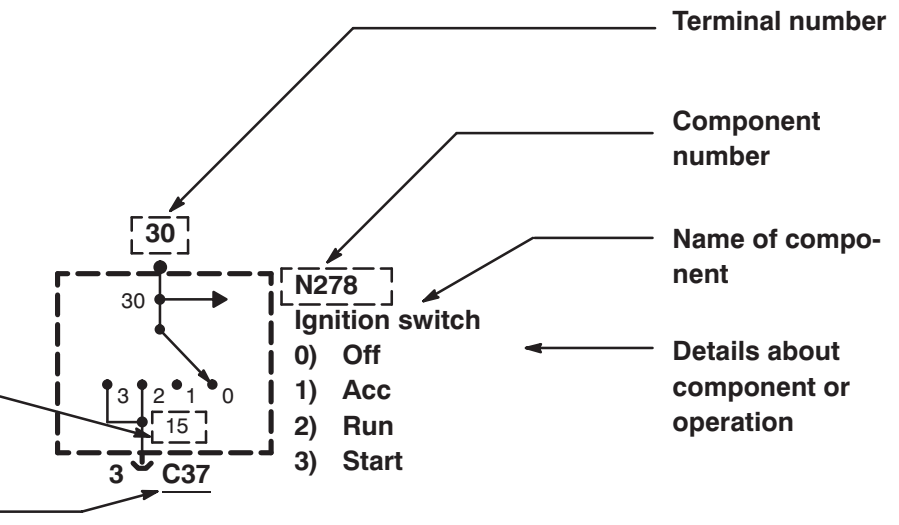 Terminal number
Component
number
30
Name of compo-
nent
N278
30
Ignition switch
0) Off
Details about
component or
operation
1) Acc
3 2 1 0
15
2) Run
3) Start
3 C37